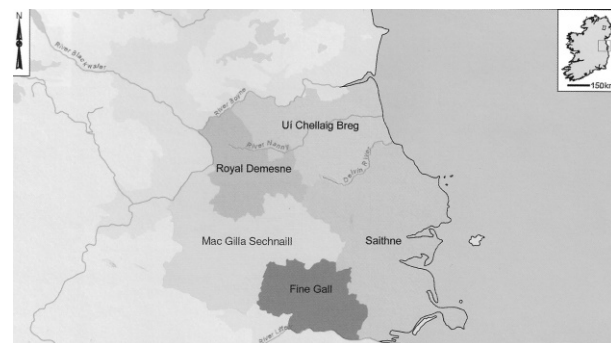 N
150km
River Blackwater
River Boyne
Uí Chellaig Breg
River Nanny
Delvin River
Royal Demesne
Mac Gilla Sechnaill
Saithne
Fine Gall
River